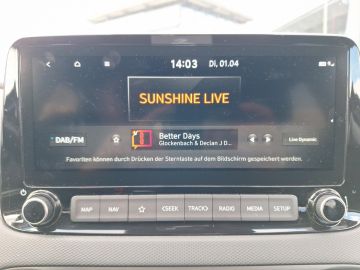 14:03 Di, 01.04
SUNSHINE LIVE
DAB/FM
Better Days
Glockenbach & Declan J D...
Live Dynamic
Favoriten können durch Drücken der Sterntaste auf dem Bildschirm gespeichert werden.
MAP NAV <SEEK TRACK> RADIO MEDIA SETUP